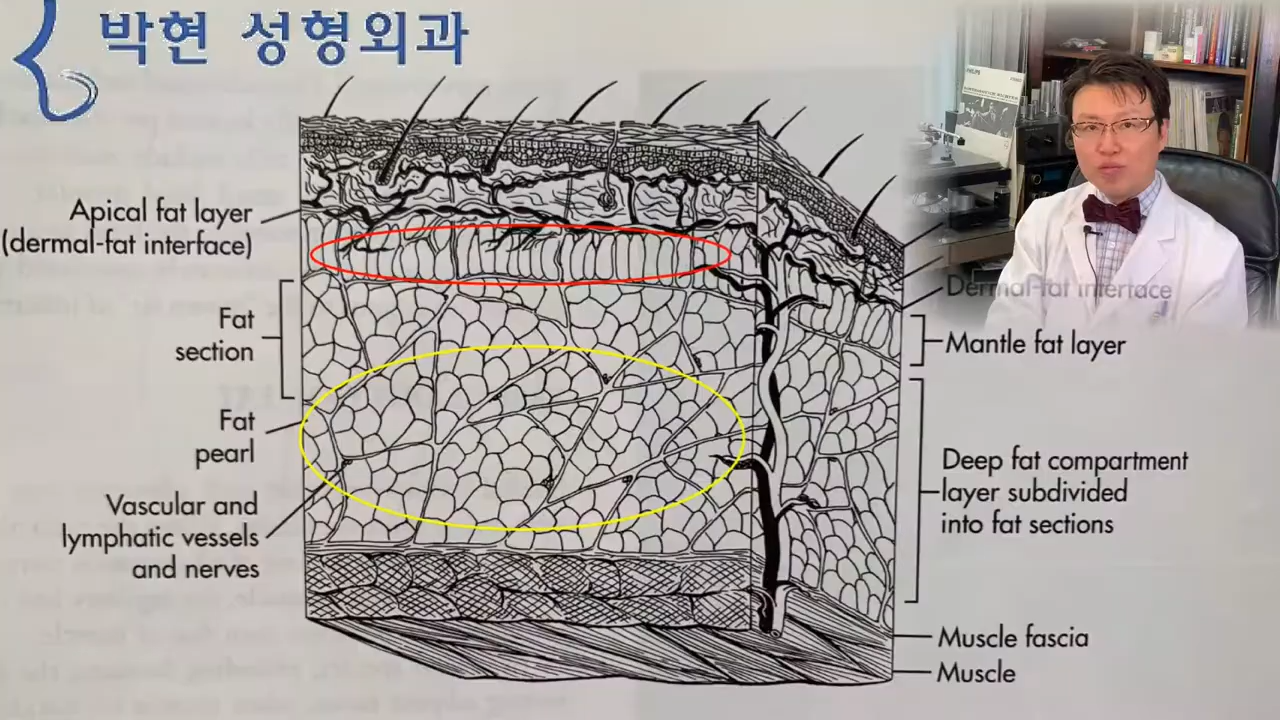 박현 성형외과
Apical fat layer
(dermal-fat interface)
Fat
section
Fat
pearl
Vascular and
lymphatic vessels
and nerves
Dermal-fat interface
Mantle fat layer
Deep fat compartment
layer subdivided
into fat sections
Muscle fascia
Muscle